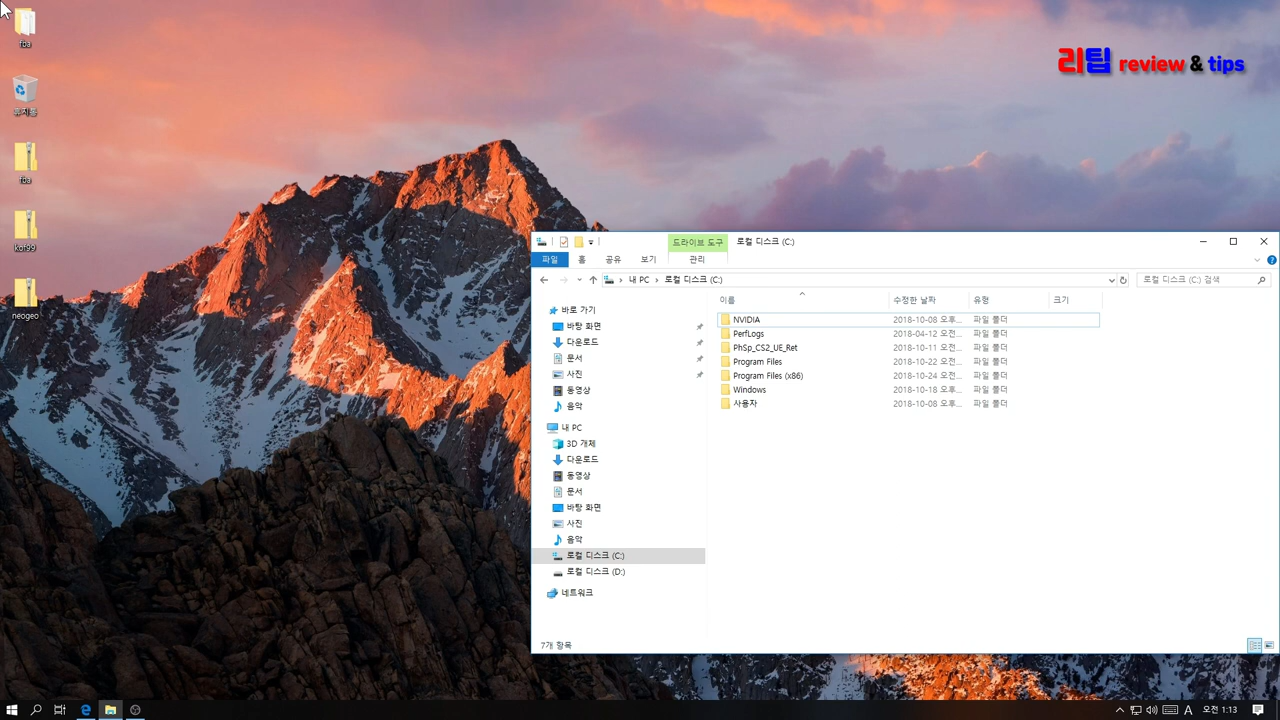 fba
휴지통
fba
kof99
neogeo
리팁 review & tips
드라이브 도구
로컬 디스크 (C:)
파일
홈
공유
보기
관리
내 PC
로컬 디스크 (C:)
로컬 디스크 (C:) 검색
이름
수정한 날짜
유형
크기
NVIDIA 2018-10-08 오후... 파일 폴더
PerfLogs 2018-04-12 오전... 파일 폴더
PhSp_CS2_UE_Ret 2018-10-11 오전... 파일 폴더
Program Files 2018-10-22 오전... 파일 폴더
Program Files (x86) 2018-10-24 오전... 파일 폴더
Windows 2018-10-18 오후... 파일 폴더
사용자 2018-10-08 오후... 파일 폴더
바로 가기
바탕 화면
다운로드
문서
사진
동영상
음악
내 PC
3D 개체
다운로드
동영상
문서
바탕 화면
사진
음악
로컬 디스크 (C:)
로컬 디스크 (D:)
네트워크
7개 항목
A 오전 1:13